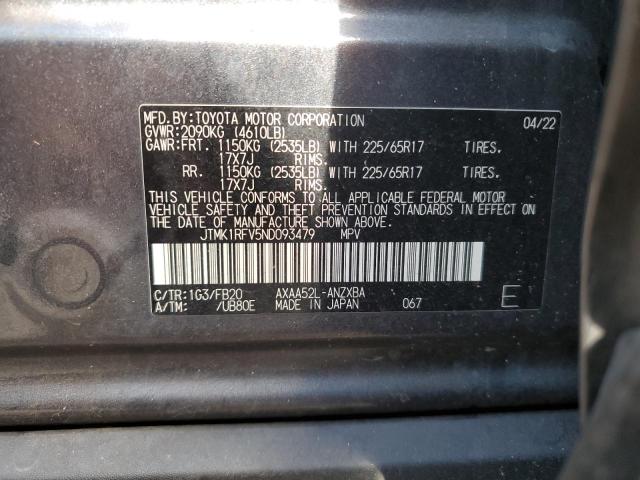 MFD.BY:TOYOTA MOTOR CORPORATION 04/22
GVWR:2090KG (4610LB)
GAWR:FRT. 1150KG (2535LB) WITH 225/65R17 TIRES.
17X7J RIMS.
RR. 1150KG (2535LB) WITH 225/65R17 TIRES.
17X7J RIMS.
THIS VEHICLE CONFORMS TO ALL APPLICABLE FEDERAL MOTOR
VEHICLE SAFETY AND THEFT PREVENTION STANDARDS IN EFFECT ON
THE DATE OF MANUFACTURE SHOWN ABOVE.
JTMK1RFV5ND093479 MPV
C/TR:1G3/FB20 AXAA52L-ANZXBA
A/TM: /UB80E MADE IN JAPAN 067 E